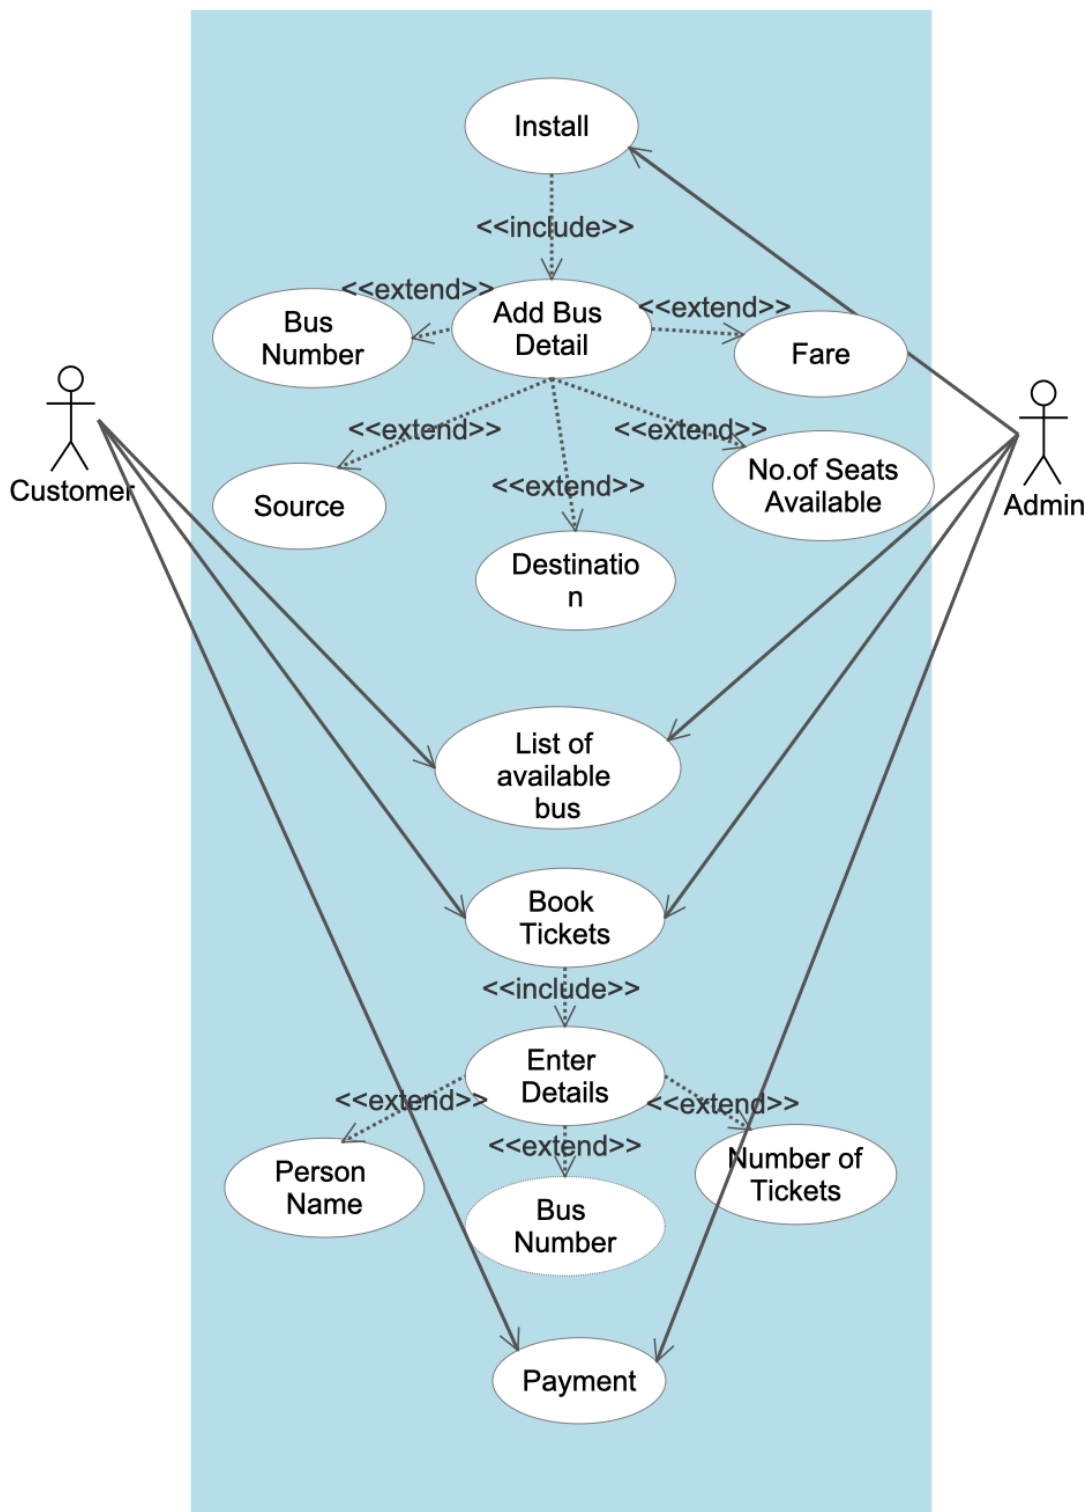 Install
<<include>>
<<extend>>
Add Bus
Detail
<<extend>>
Bus
Number
Fare
Customer
<<extend>>
<<extend>>
<<extend>>
Source
No.of Seats
Available
Admin
Destinatio
n
List of
available
bus
Book
Tickets
<<include>>
Enter
Details
<<extend>>
<<extend>>
<<extend>>
Person
Name
Bus
Number
Number of
Tickets
Payment